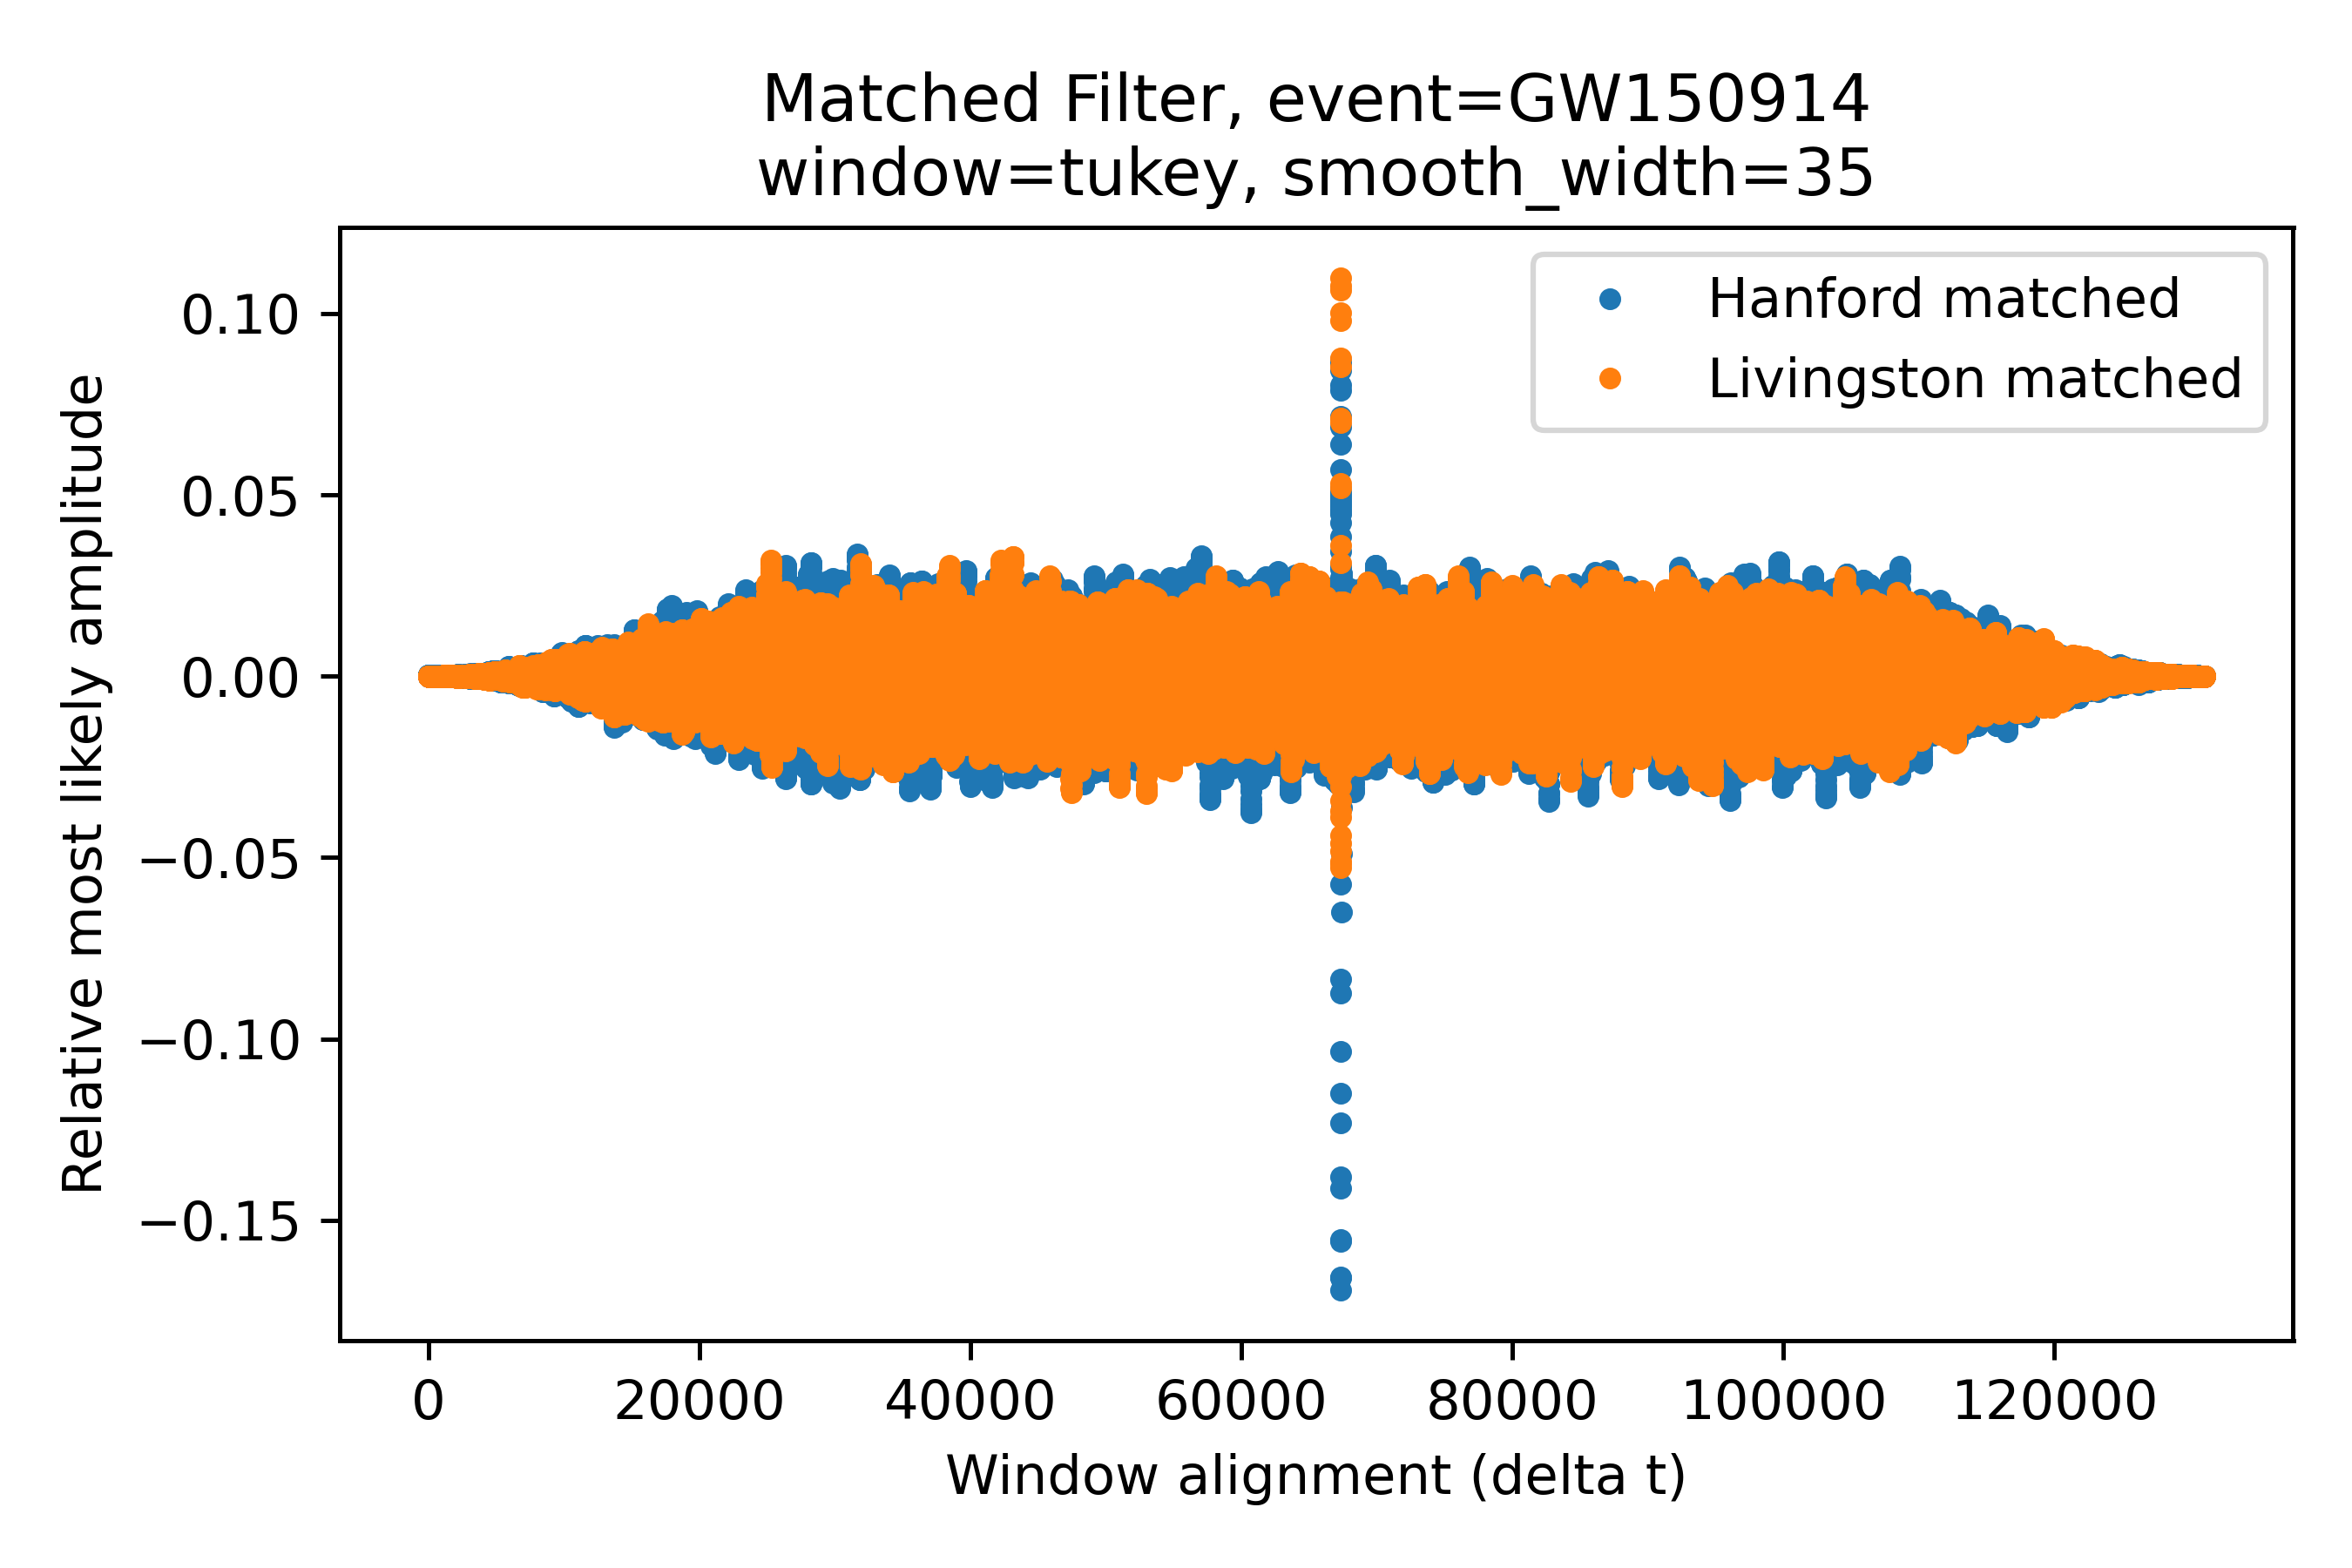 Matched Filter, event=GW150914
window=tukey, smooth_width=35
Hanford matched
Livingston matched
Relative most likely amplitude
0.10
0.05
0.00
−0.05
−0.10
−0.15
0 20000 40000 60000 80000 100000 120000
Window alignment (delta t)